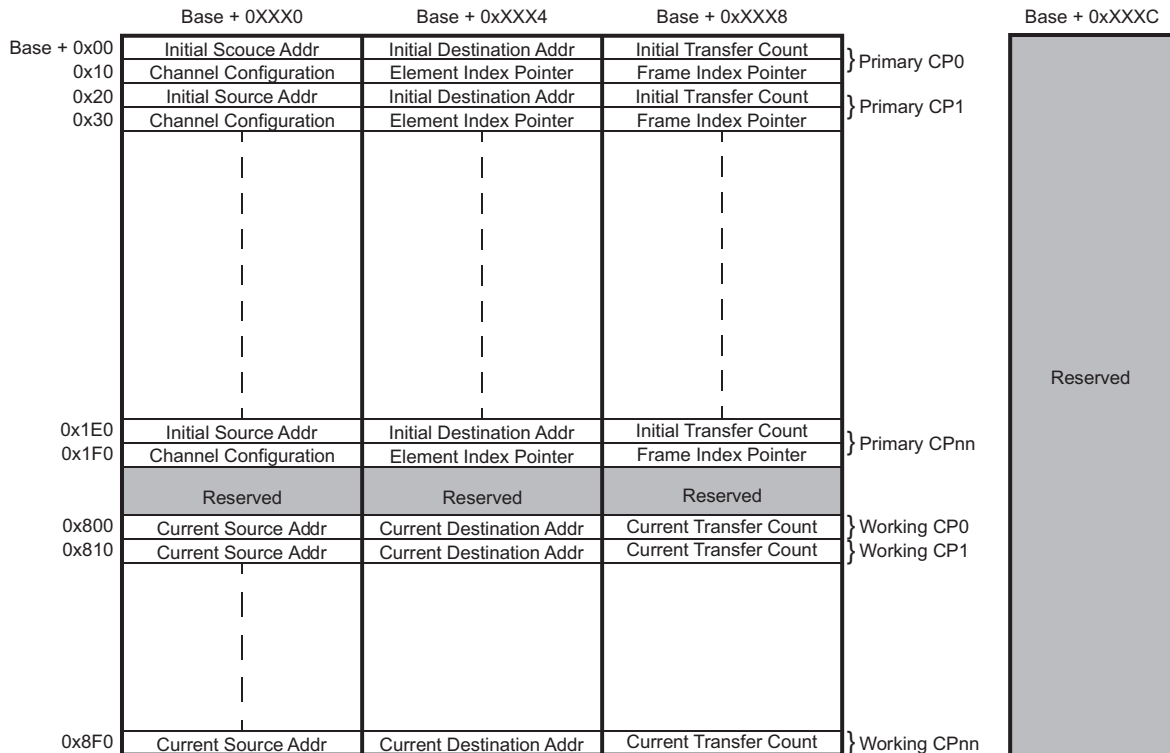 Base + 0XXX0 Base + 0xXXX4 Base + 0xXXX8 Base + 0xXXXC
Base + 0x00 Initial Scouce Addr Initial Destination Addr Initial Transfer Count
} Primary CP0
0x10 Channel Configuration Element Index Pointer Frame Index Pointer
0x20 Initial Source Addr Initial Destination Addr Initial Transfer Count
} Primary CP1
0x30 Channel Configuration Element Index Pointer Frame Index Pointer
Reserved
0x1E0 Initial Source Addr Initial Destination Addr Initial Transfer Count
} Primary CPnn
0x1F0 Channel Configuration Element Index Pointer Frame Index Pointer
Reserved Reserved Reserved
0x800 Current Source Addr Current Destination Addr Current Transfer Count } Working CP0
0x810 Current Source Addr Current Destination Addr Current Transfer Count } Working CP1
0x8F0 Current Source Addr Current Destination Addr Current Transfer Count } Working CPnn